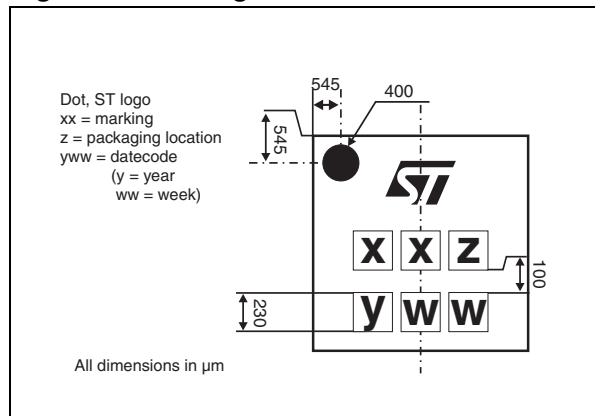 545
400
Dot, ST logo
xx = marking
z = packaging location
yww = datecode
(y = year
ww = week)
545
ST
x x z
100
y w w
230
All dimensions in µm